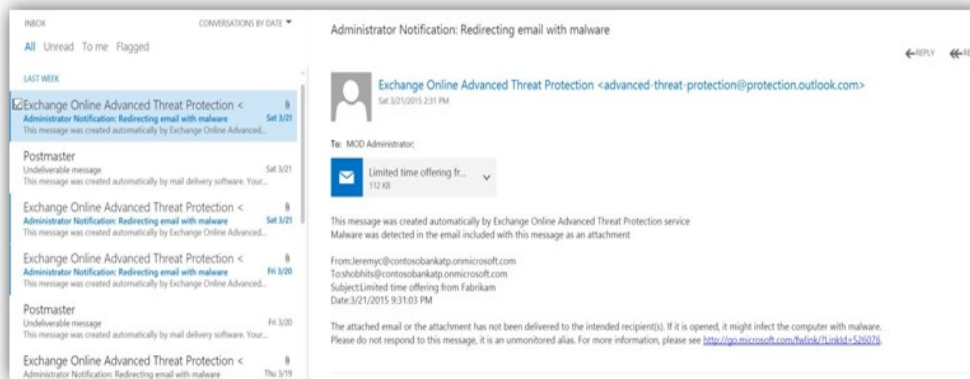 INBOX
CONVERSATIONS BY DATE
All Unread To me Flagged
LAST WEEK
Exchange Online Advanced Threat Protection <
Administrator Notification: Redirecting email with malware Sat 3/21
This message was created automatically by Exchange Online Advanced...
Postmaster
Undeliverable message Sat 3/21
This message was created automatically by mail delivery software. Your...
Exchange Online Advanced Threat Protection <
Administrator Notification: Redirecting email with malware Sat 3/21
This message was created automatically by Exchange Online Advanced...
Exchange Online Advanced Threat Protection <
Administrator Notification: Redirecting email with malware Fri 3/20
This message was created automatically by Exchange Online Advanced...
Postmaster
Undeliverable message Fri 3/20
This message was created automatically by mail delivery software. Your...
Exchange Online Advanced Threat Protection <
Administrator Notification: Redirecting email with malware Thu 3/19
Administrator Notification: Redirecting email with malware
REPLY RE
Exchange Online Advanced Threat Protection <advanced-threat-protection@protection.outlook.com>
Sat 3/21/2015 2:31 PM
To: MOD Administrator;
Limited time offering fr...
112 KB
This message was created automatically by Exchange Online Advanced Threat Protection service
Malware was detected in the email included with this message as an attachment
From:Jeremyc@contosobankatp.onmicrosoft.com
To:shobhits@contosobankatp.onmicrosoft.com
Subject:Limited time offering from Fabrikam
Date:3/21/2015 9:31:03 PM
The attached email or the attachment has not been delivered to the intended recipient(s). If it is opened, it might infect the computer with malware.
Please do not respond to this message, it is an unmonitored alias. For more information, please see http://go.microsoft.com/fwlink/?LinkId=526076.